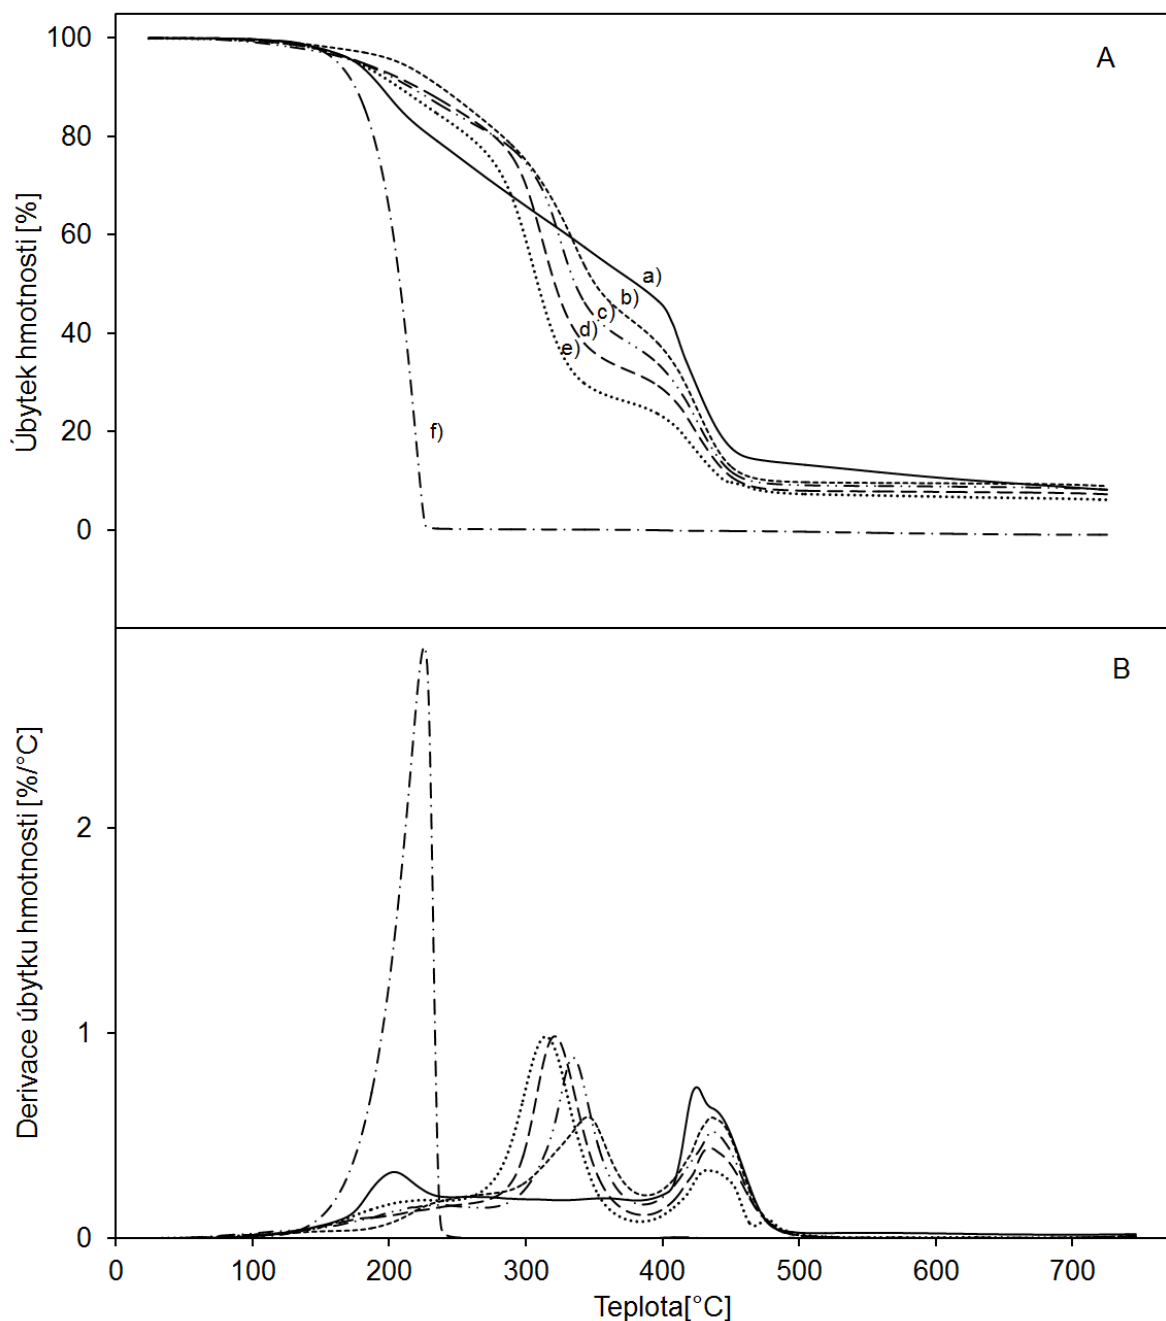 A
Úbytek hmotnosti [%]
100
80
60
40
20
0
a)
b)
c)
d)
e)
f)
B
Derivace úbytku hmotnosti [%/°C]
2
1
0
0 100 200 300 400 500 600 700
Teplota[°C]